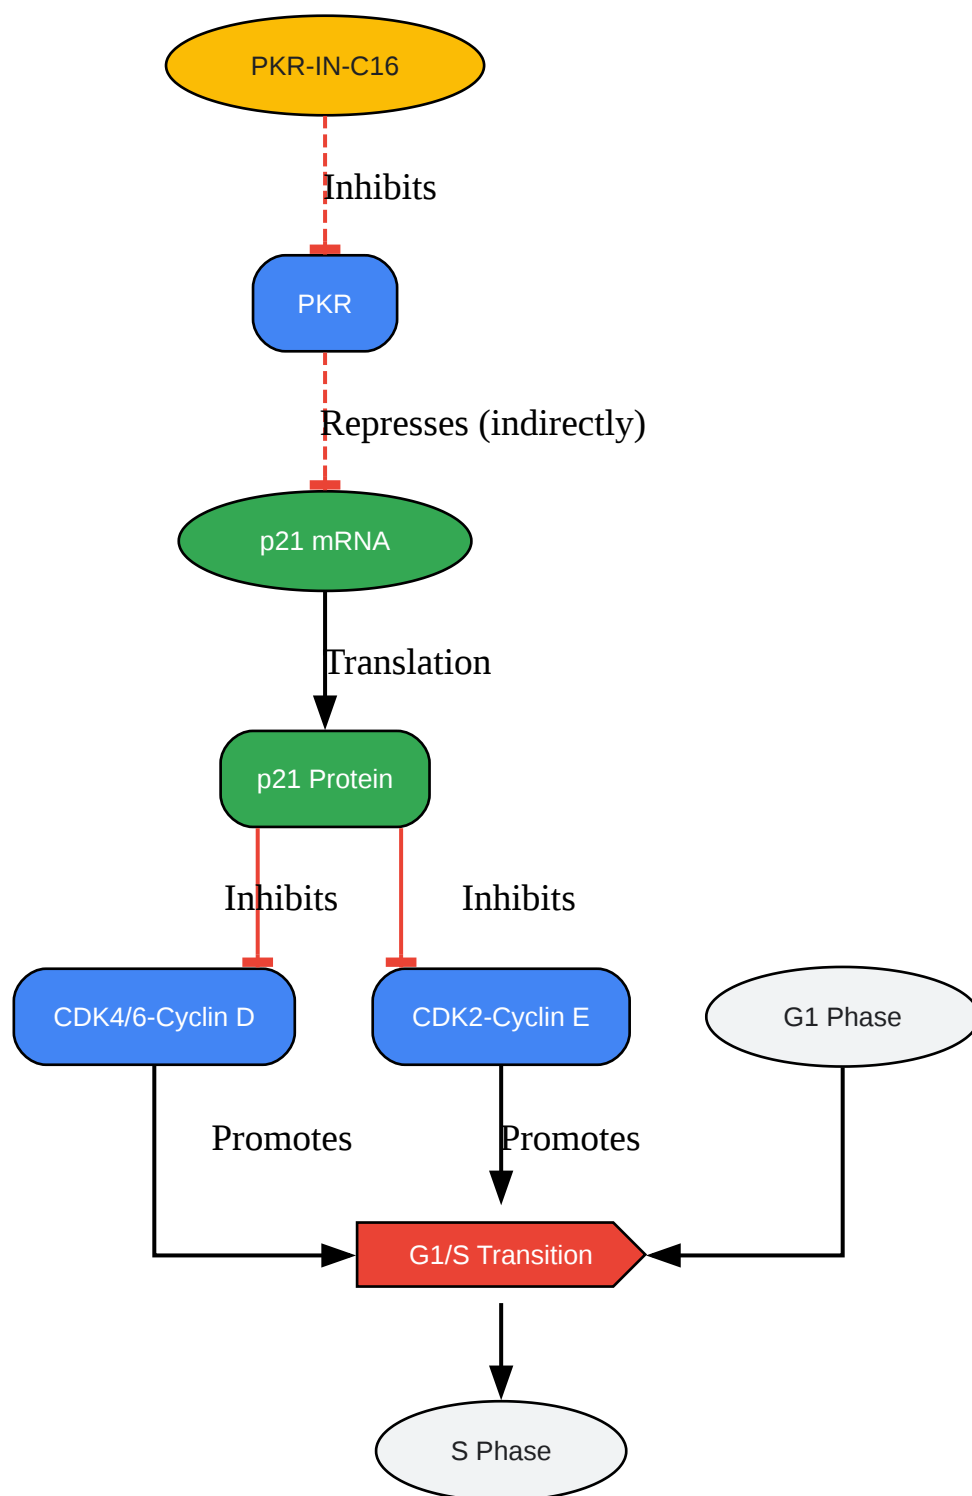 PKR-IN-C16
Inhibits
PKR
Represses (indirectly)
p21 mRNA
Translation
p21 Protein
Inhibits
Inhibits
CDK4/6-Cyclin D
CDK2-Cyclin E
G1 Phase
Promotes
Promotes
G1/S Transition
S Phase